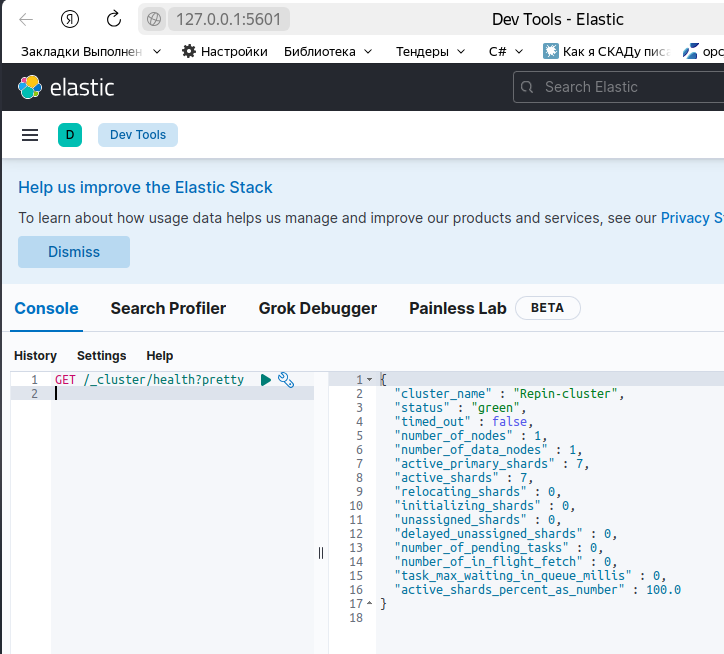 Я 127.0.0.1:5601 Dev Tools - Elastic
Закладки Выполнен Настройки Библиотека Тендеры C# Как я СКАДу пис орс
elastic Search Elastic
D Dev Tools
Help us improve the Elastic Stack
To learn about how usage data helps us manage and improve our products and services, see our Privacy S
Dismiss
Console Search Profiler Grok Debugger Painless Lab BETA
History Settings Help
1 GET /_cluster/health?pretty
2
1 {
2 "cluster_name" : "Repin-cluster",
3 "status" : "green",
4 "timed_out" : false,
5 "number_of_nodes" : 1,
6 "number_of_data_nodes" : 1,
7 "active_primary_shards" : 7,
8 "active_shards" : 7,
9 "relocating_shards" : 0,
10 "initializing_shards" : 0,
11 "unassigned_shards" : 0,
12 "delayed_unassigned_shards" : 0,
13 "number_of_pending_tasks" : 0,
14 "number_of_in_flight_fetch" : 0,
15 "task_max_waiting_in_queue_millis" : 0,
16 "active_shards_percent_as_number" : 100.0
17 }
18